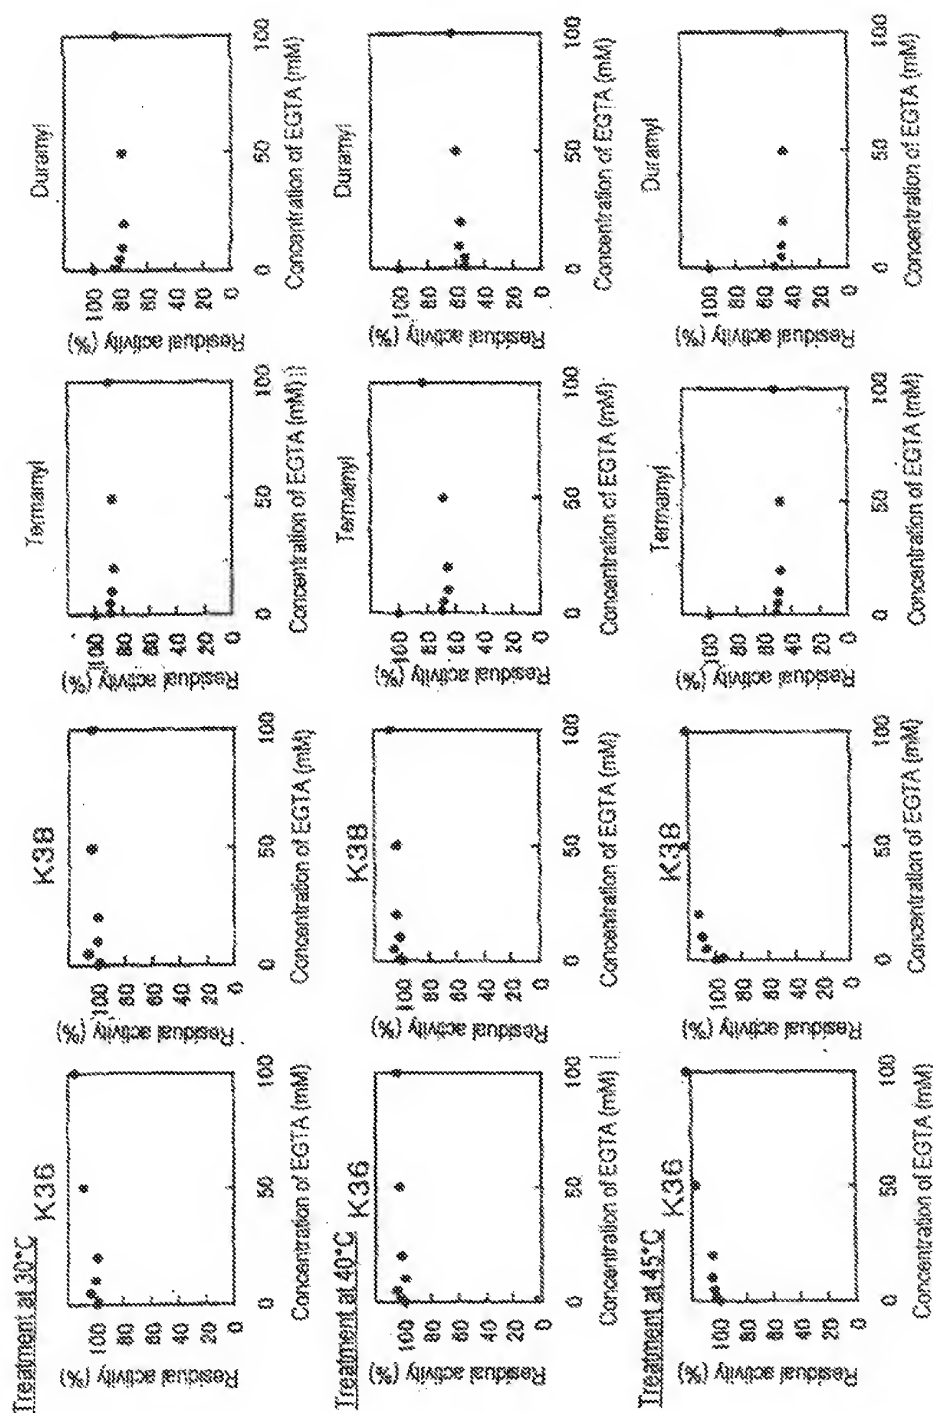 Treatment at 30°C
K36
Residual activity (%)
100
80
60
40
20
0
0 50 100
Concentration of EGTA (mM)
K38
Residual activity (%)
100
80
60
40
20
0
0 50 100
Concentration of EGTA (mM)
Termamyl
Residual activity (%)
100
80
60
40
20
0
0 50 100
Concentration of EGTA (mM)
Duramyl
Residual activity (%)
100
80
60
40
20
0
0 50 100
Concentration of EGTA (mM)
Treatment at 40°C
K36
Residual activity (%)
100
80
60
40
20
0
0 50 100
Concentration of EGTA (mM)
K38
Residual activity (%)
100
80
60
40
20
0
0 50 100
Concentration of EGTA (mM)
Termamyl
Residual activity (%)
100
80
60
40
20
0
0 50 100
Concentration of EGTA (mM)
Duramyl
Residual activity (%)
100
80
60
40
20
0
0 50 100
Concentration of EGTA (mM)
Treatment at 45°C
K36
Residual activity (%)
100
80
60
40
20
0
0 50 100
Concentration of EGTA (mM)
K38
Residual activity (%)
100
80
60
40
20
0
0 50 100
Concentration of EGTA (mM)
Termamyl
Residual activity (%)
100
80
60
40
20
0
0 50 100
Concentration of EGTA (mM)
Duramyl
Residual activity (%)
100
80
60
40
20
0
0 50 100
Concentration of EGTA (mM)